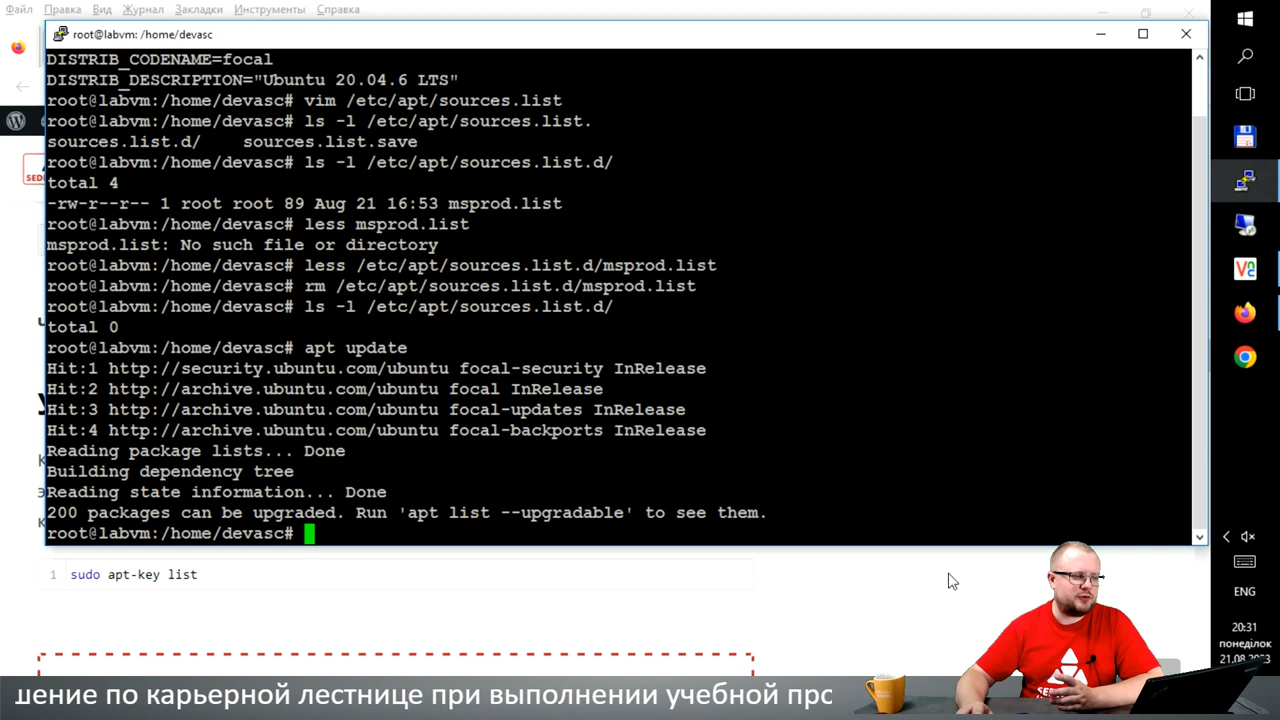 Файл Правка Вид Журнал Закладки Инструменты Справка
root@labvm: /home/devasc
DISTRIB_CODENAME=focal
DISTRIB_DESCRIPTION="Ubuntu 20.04.6 LTS"
root@labvm:/home/devasc# vim /etc/apt/sources.list
root@labvm:/home/devasc# ls -l /etc/apt/sources.list.
sources.list.d/    sources.list.save
root@labvm:/home/devasc# ls -l /etc/apt/sources.list.d/
total 4
-rw-r--r-- 1 root root 89 Aug 21 16:53 msprod.list
root@labvm:/home/devasc# less msprod.list
msprod.list: No such file or directory
root@labvm:/home/devasc# less /etc/apt/sources.list.d/msprod.list
root@labvm:/home/devasc# rm /etc/apt/sources.list.d/msprod.list
root@labvm:/home/devasc# ls -l /etc/apt/sources.list.d/
total 0
root@labvm:/home/devasc# apt update
Hit:1 http://security.ubuntu.com/ubuntu focal-security InRelease
Hit:2 http://archive.ubuntu.com/ubuntu focal InRelease
Hit:3 http://archive.ubuntu.com/ubuntu focal-updates InRelease
Hit:4 http://archive.ubuntu.com/ubuntu focal-backports InRelease
Reading package lists... Done
Building dependency tree
Reading state information... Done
200 packages can be upgraded. Run 'apt list --upgradable' to see them.
root@labvm:/home/devasc#
1 sudo apt-key list
ENG
20:31
понеділок
21.08.2023
шение по карьерной лестнице при выполнении учебной про